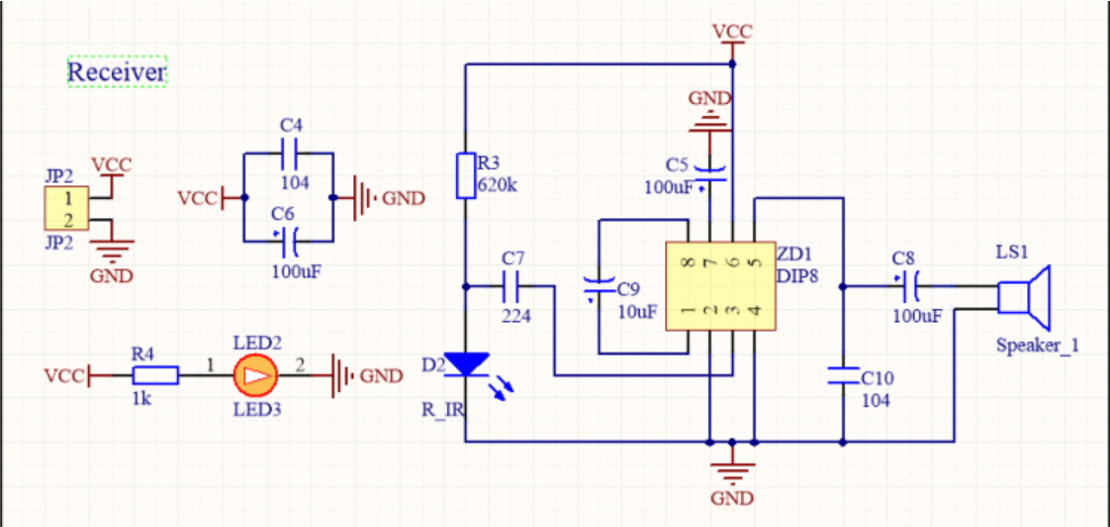 Receiver
JP2
VCC
1
2
JP2
GND
C4
104
VCC
GND
C6
100uF
R4
VCC
1k
1
LED2
2
GND
LED3
VCC
GND
R3
620k
C5
100uF
C7
224
C9
10uF
8
7
6
5
1
2
3
4
ZD1
DIP8
D2
R_IR
C8
100uF
LS1
Speaker_1
C10
104
GND